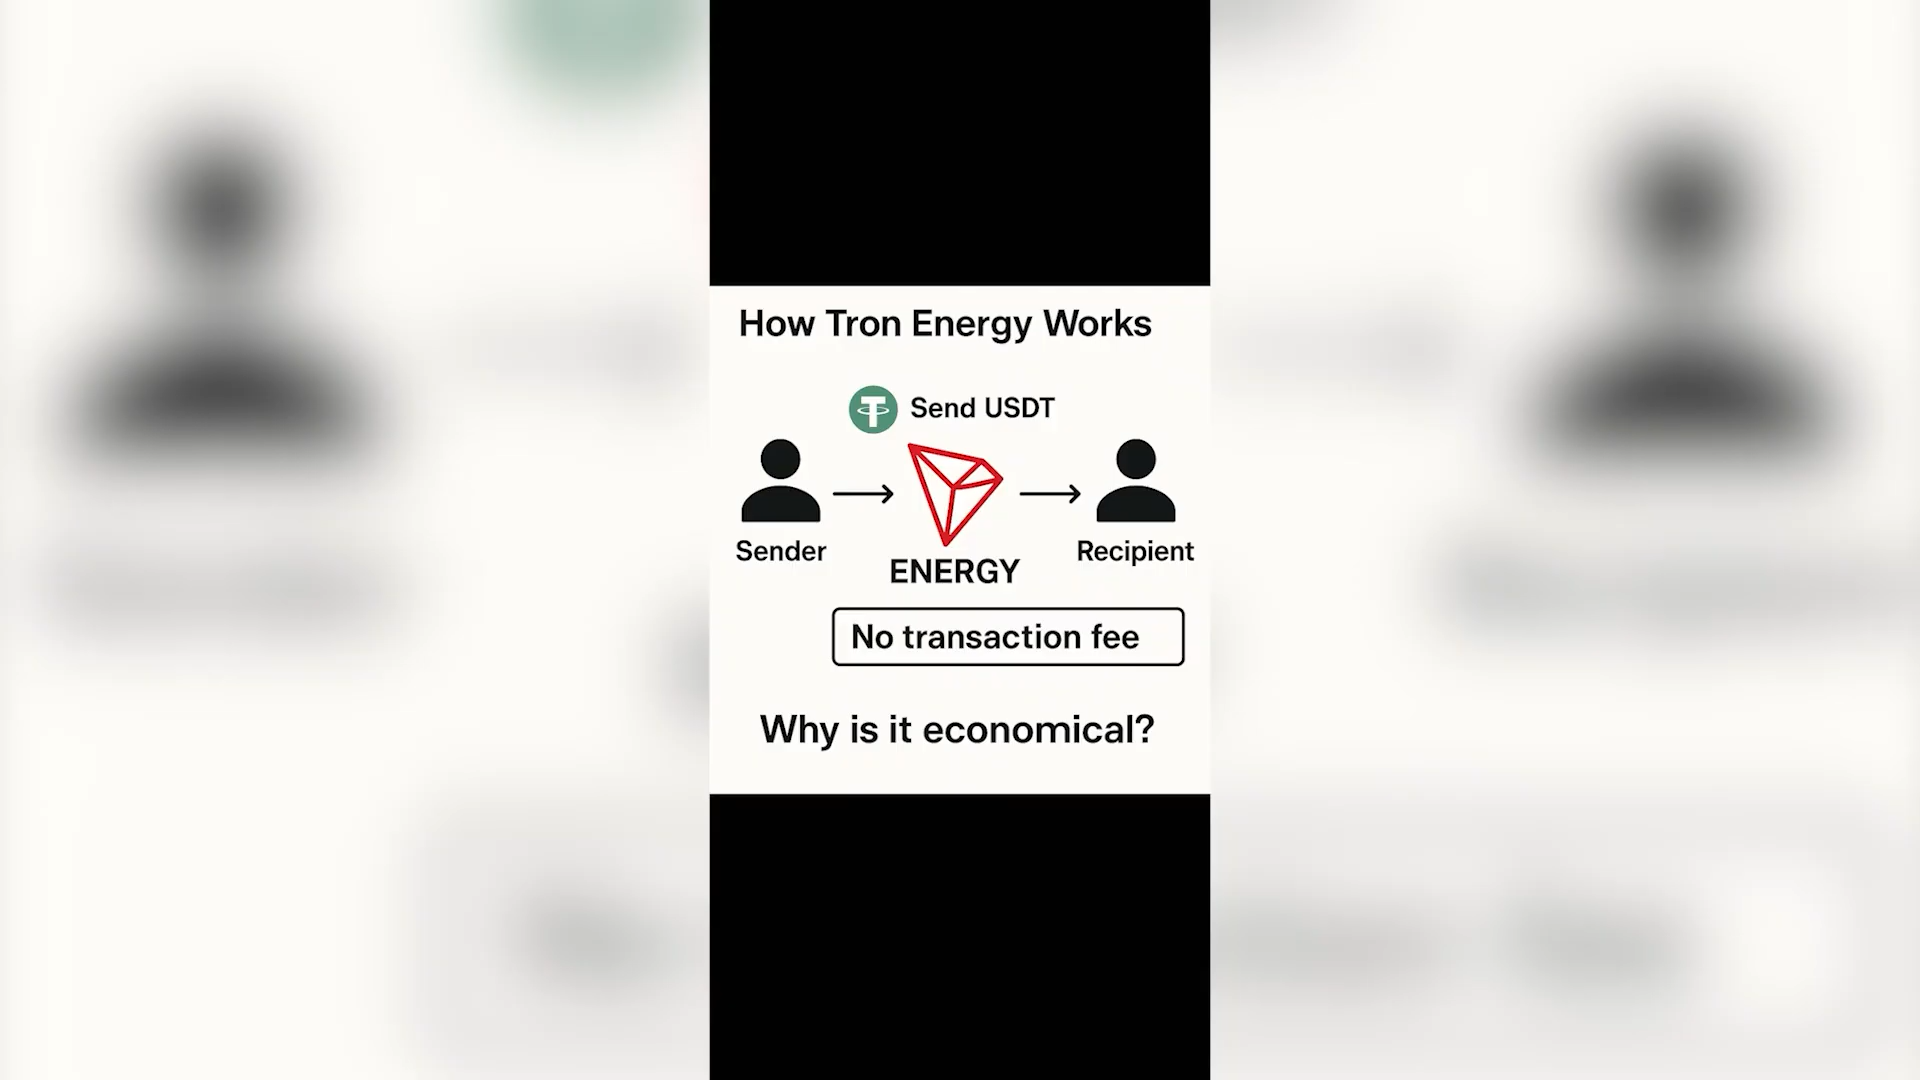 How Tron Energy Works
Send USDT
Sender
ENERGY
Recipient
No transaction fee
Why is it economical?